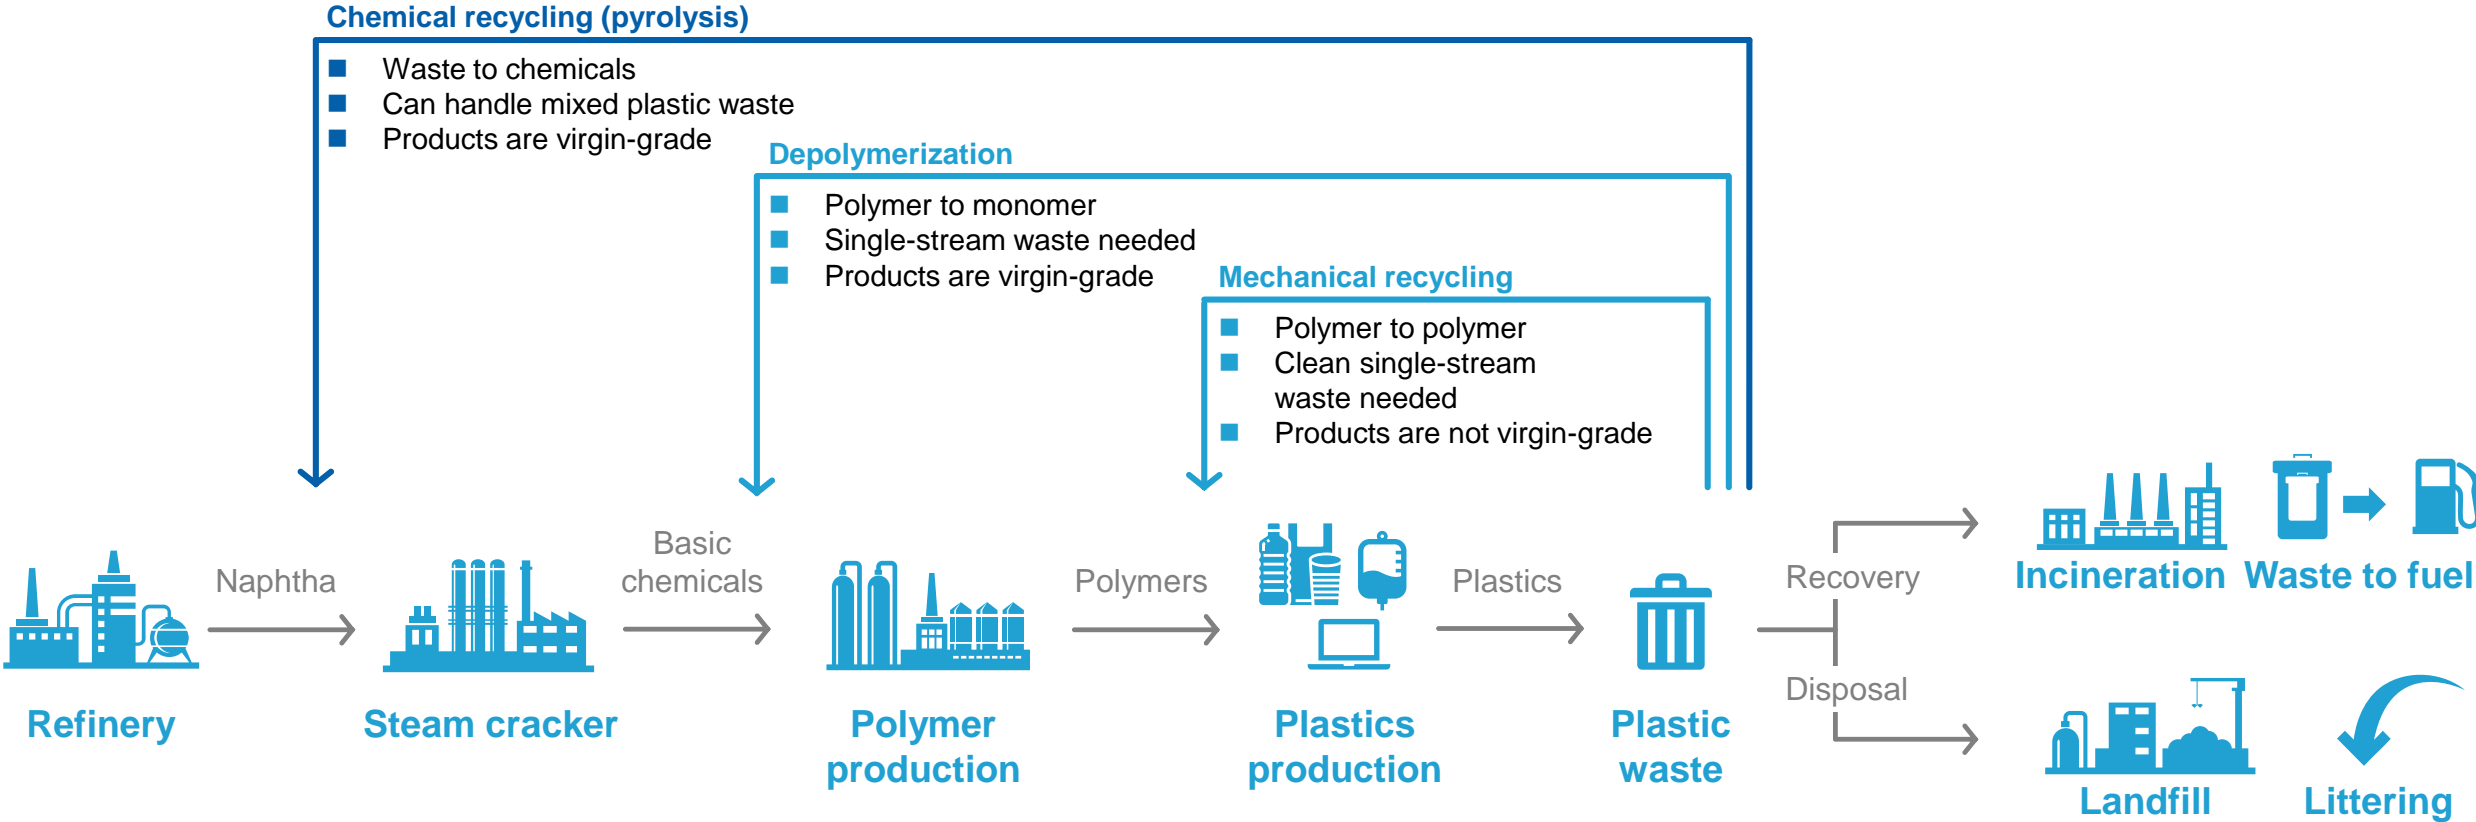 Chemical recycling (pyrolysis)
Waste to chemicals
Can handle mixed plastic waste
Products are virgin-grade
Depolymerization
Polymer to monomer
Single-stream waste needed
Products are virgin-grade
Mechanical recycling
Polymer to polymer
Clean single-stream
waste needed
Products are not virgin-grade
Naphtha
Basic
chemicals
Polymers
Plastics
Recovery
Disposal
Refinery
Steam cracker
Polymer
production
Plastics
production
Plastic
waste
Incineration
Waste to fuel
Landfill
Littering